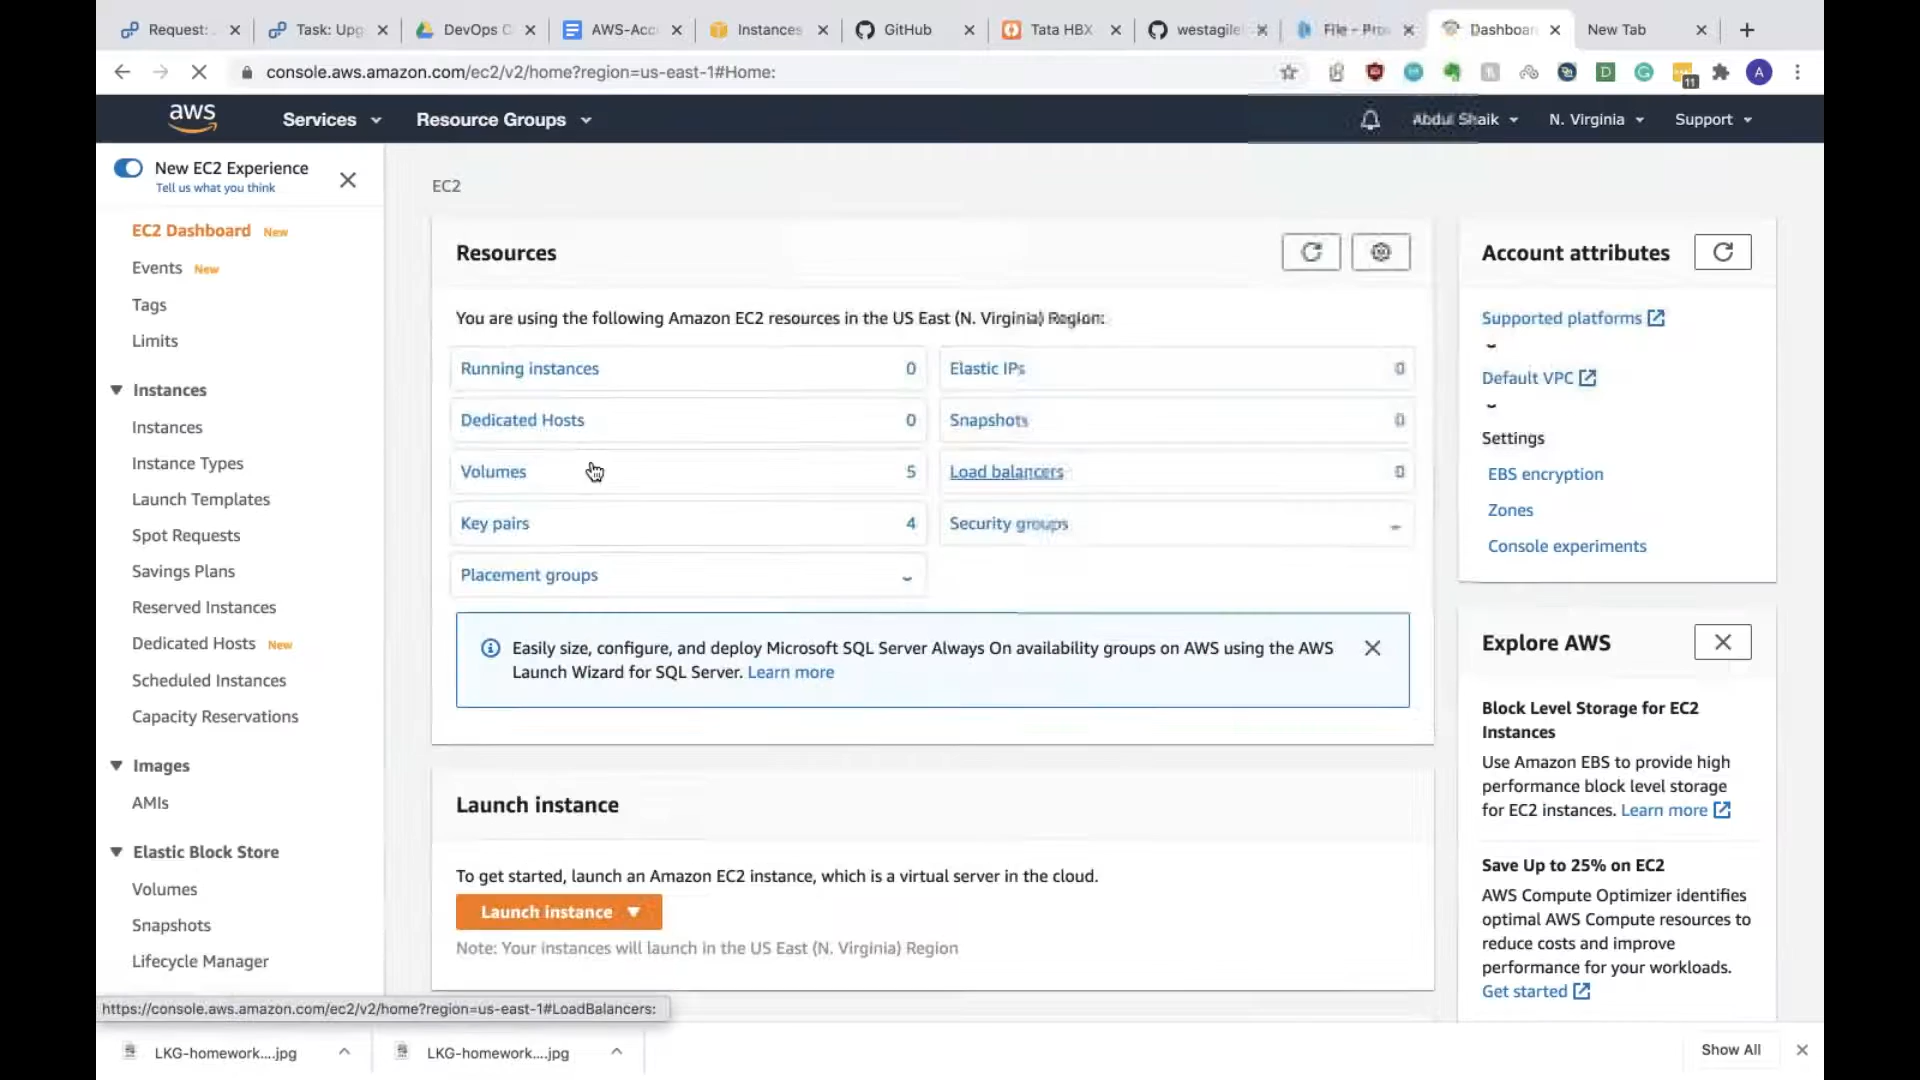 Request:
Task: Upg
DevOps C
AWS-Acc
Instances
GitHub
Tata HBX
westagile
File - Pro
Dashboar
New Tab
console.aws.amazon.com/ec2/v2/home?region=us-east-1#Home:
11
A
aws
Services
Resource Groups
Abdul Shaik
N. Virginia
Support
New EC2 Experience
Tell us what you think
EC2 Dashboard New
Events New
Tags
Limits
Instances
Instances
Instance Types
Launch Templates
Spot Requests
Savings Plans
Reserved Instances
Dedicated Hosts New
Scheduled Instances
Capacity Reservations
Images
AMIs
Elastic Block Store
Volumes
Snapshots
Lifecycle Manager
EC2
Resources
You are using the following Amazon EC2 resources in the US East (N. Virginia) Region:
Running instances 0
Elastic IPs 0
Dedicated Hosts 0
Snapshots 0
Volumes 5
Load balancers 0
Key pairs 4
Security groups
Placement groups
Easily size, configure, and deploy Microsoft SQL Server Always On availability groups on AWS using the AWS
Launch Wizard for SQL Server. Learn more
Launch instance
To get started, launch an Amazon EC2 instance, which is a virtual server in the cloud.
Launch instance
Note: Your instances will launch in the US East (N. Virginia) Region
Account attributes
Supported platforms
Default VPC
Settings
EBS encryption
Zones
Console experiments
Explore AWS
Block Level Storage for EC2
Instances
Use Amazon EBS to provide high
performance block level storage
for EC2 instances. Learn more
Save Up to 25% on EC2
AWS Compute Optimizer identifies
optimal AWS Compute resources to
reduce costs and improve
performance for your workloads.
Get started
https://console.aws.amazon.com/ec2/v2/home?region=us-east-1#LoadBalancers:
LKG-homework....jpg
LKG-homework....jpg
Show All